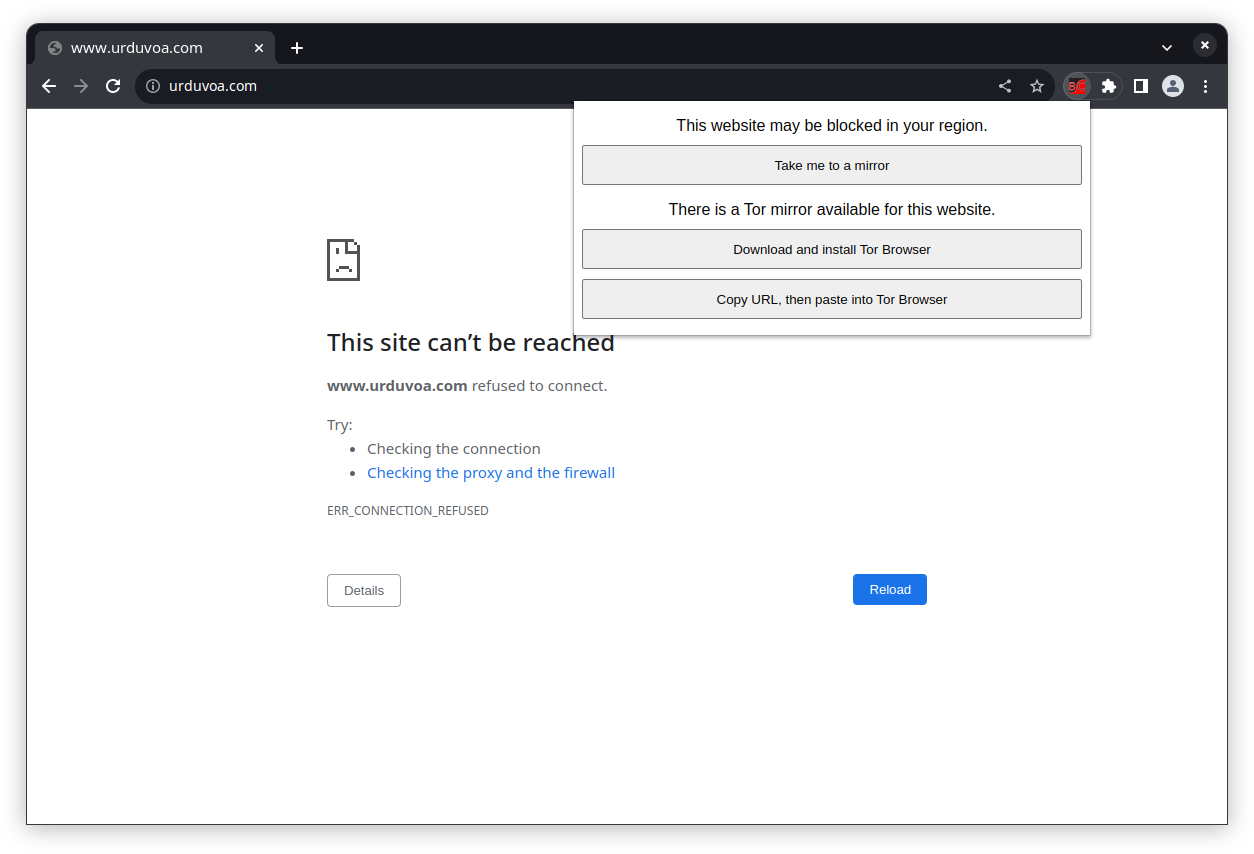 www.urduvoa.com
urduvoa.com
This website may be blocked in your region.
Take me to a mirror
There is a Tor mirror available for this website.
Download and install Tor Browser
Copy URL, then paste into Tor Browser
This site can’t be reached
www.urduvoa.com refused to connect.
Try:
• Checking the connection
• Checking the proxy and the firewall
ERR_CONNECTION_REFUSED
Details
Reload